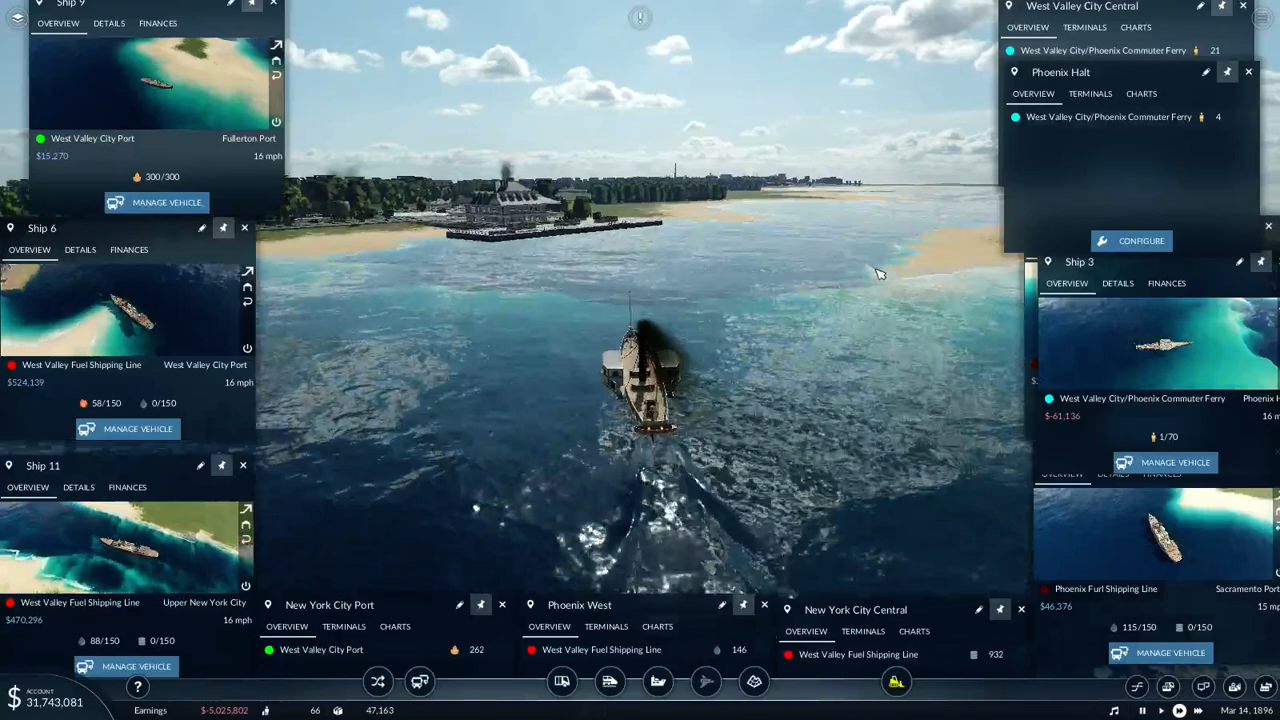 Ship 9
OVERVIEW DETAILS FINANCES
West Valley City Port Fullerton Port
$15,270 16 mph
300/300
MANAGE VEHICLE
Ship 6
OVERVIEW DETAILS FINANCES
West Valley Fuel Shipping Line West Valley City Port
$524,139 16 mph
58/150 0/150
MANAGE VEHICLE
Ship 11
OVERVIEW DETAILS FINANCES
West Valley Fuel Shipping Line Upper New York City
$470,296 16 mph
88/150 0/150
MANAGE VEHICLE
West Valley City Central
OVERVIEW TERMINALS CHARTS
West Valley City/Phoenix Commuter Ferry 21
Phoenix Halt
OVERVIEW TERMINALS CHARTS
West Valley City/Phoenix Commuter Ferry 4
CONFIGURE
Ship 3
OVERVIEW DETAILS FINANCES
West Valley City/Phoenix Commuter Ferry Phoenix H
$-61,136 16 m
1/70
MANAGE VEHICLE
Phoenix Furl Shipping Line Sacramento Port
$46,376 15 mp
115/150 0/150
MANAGE VEHICLE
New York City Port
OVERVIEW TERMINALS CHARTS
West Valley City Port 262
Phoenix West
OVERVIEW TERMINALS CHARTS
West Valley Fuel Shipping Line 146
New York City Central
OVERVIEW TERMINALS CHARTS
West Valley Fuel Shipping Line 932
$ ACCOUNT
31,743,081
?
Earnings $-5,025,802 66 47,163
Mar 14, 1896